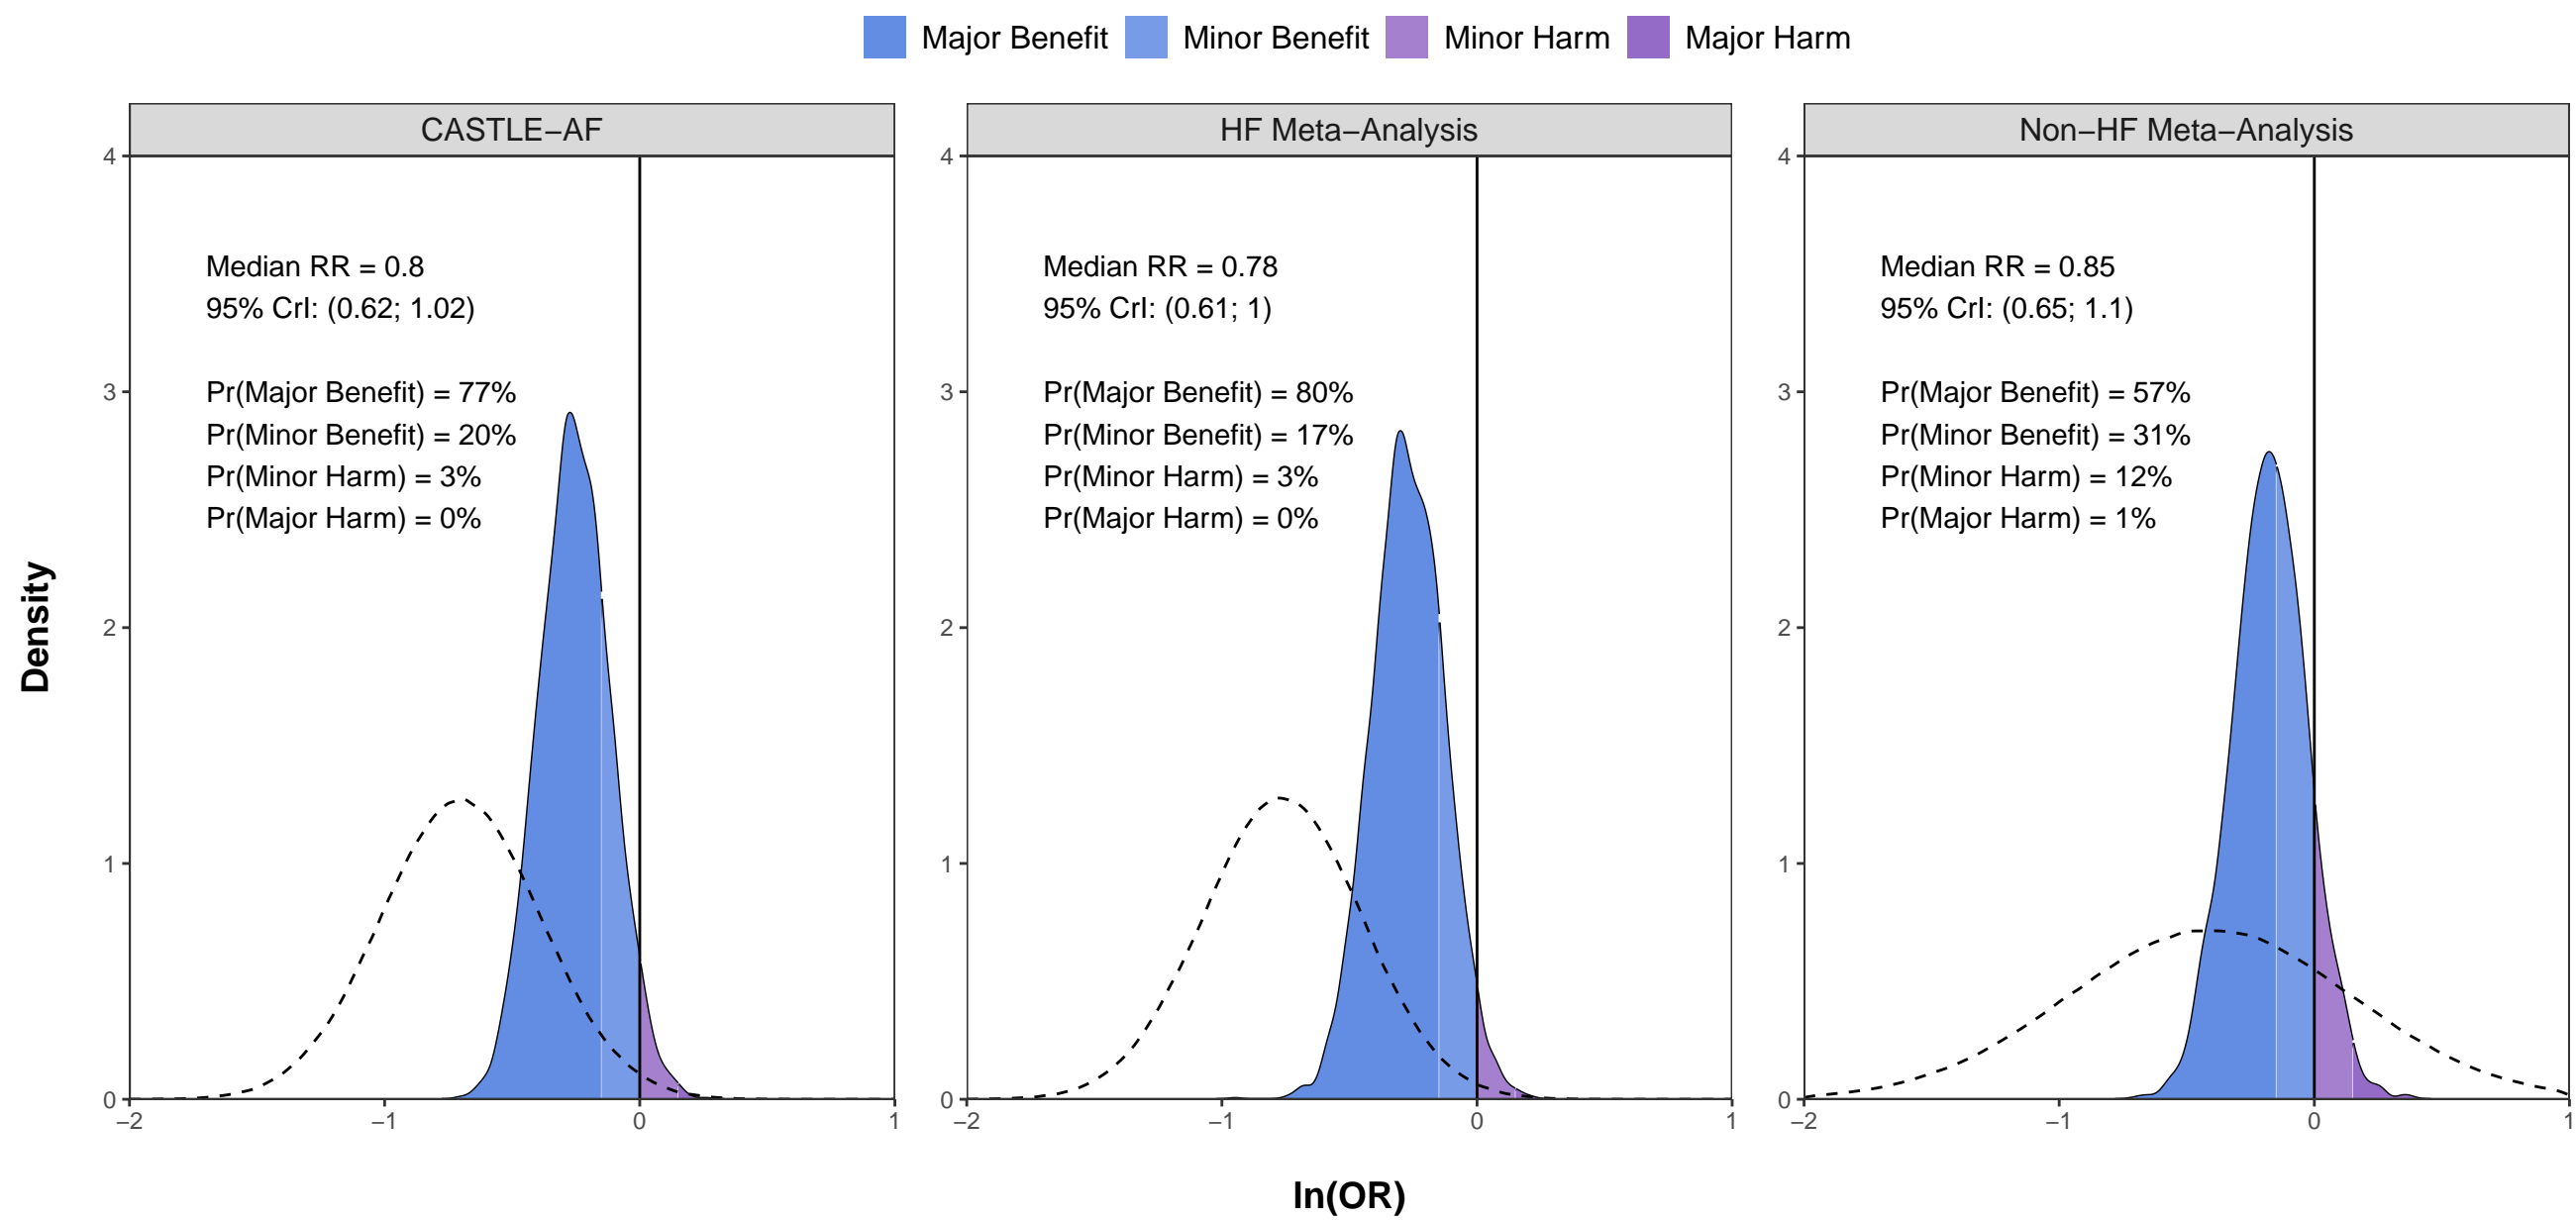 Major Benefit Minor Benefit Minor Harm Major Harm
CASTLE−AF
Median RR = 0.8
95% CrI: (0.62; 1.02)
Pr(Major Benefit) = 77%
Pr(Minor Benefit) = 20%
Pr(Minor Harm) = 3%
Pr(Major Harm) = 0%
HF Meta−Analysis
Median RR = 0.78
95% CrI: (0.61; 1)
Pr(Major Benefit) = 80%
Pr(Minor Benefit) = 17%
Pr(Minor Harm) = 3%
Pr(Major Harm) = 0%
Non−HF Meta−Analysis
Median RR = 0.85
95% CrI: (0.65; 1.1)
Pr(Major Benefit) = 57%
Pr(Minor Benefit) = 31%
Pr(Minor Harm) = 12%
Pr(Major Harm) = 1%
Density
4
3
2
1
0
4
3
2
1
0
4
3
2
1
0
−2 −1 0 1
−2 −1 0 1
−2 −1 0 1
ln(OR)